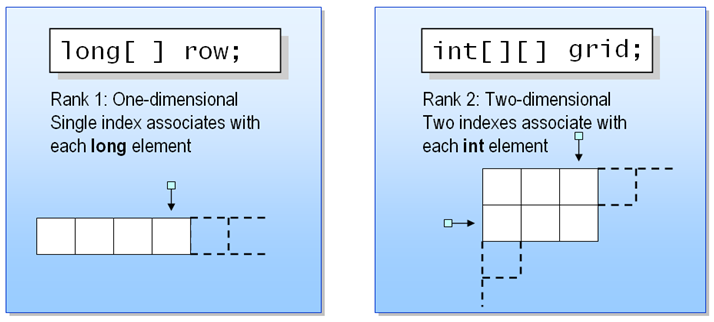 long[ ] row;
Rank 1: One-dimensional
Single index associates with
each long element
int[][] grid;
Rank 2: Two-dimensional
Two indexes associate with
each int element